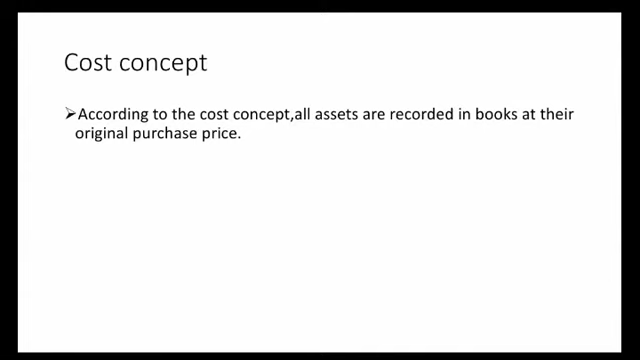 Cost concept
➢According to the cost concept,all assets are recorded in books at their
original purchase price.